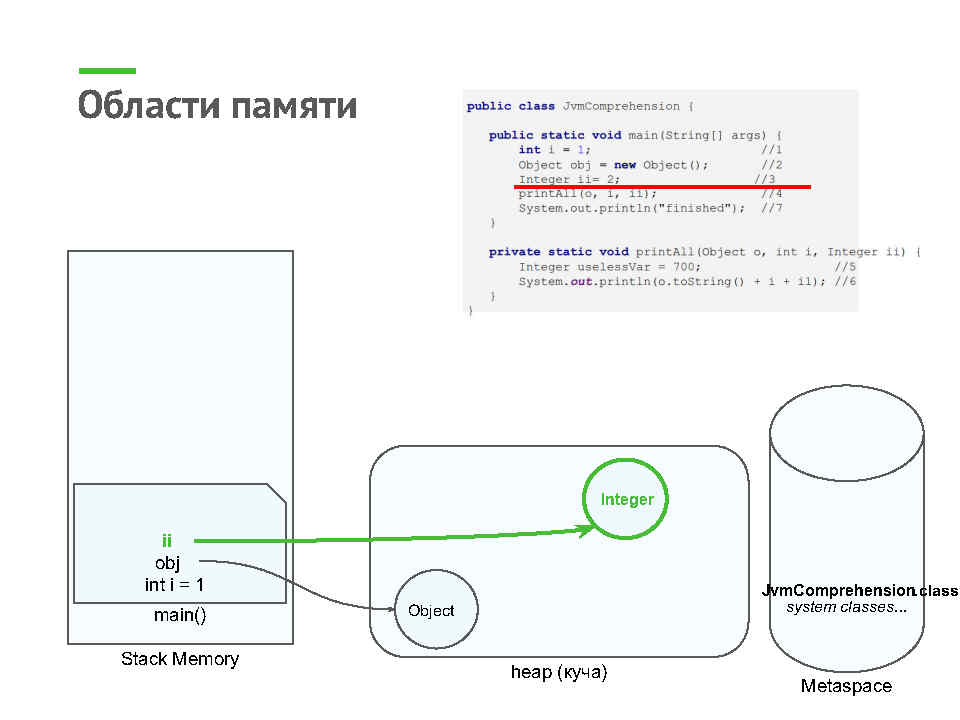 Области памяти
public class JvmComprehension {
public static void main(String[] args) {
int i = 1; //1
Object obj = new Object(); //2
Integer ii= 2; //3
printAll(o, i, ii); //4
System.out.println("finished"); //7
}
private static void printAll(Object o, int i, Integer ii) {
Integer uselessVar = 700; //5
System.out.println(o.toString() + i + ii); //6
}
}
ii
obj
int i = 1
main()
Stack Memory
Integer
Object
heap (куча)
JvmComprehension.class
system classes...
Metaspace